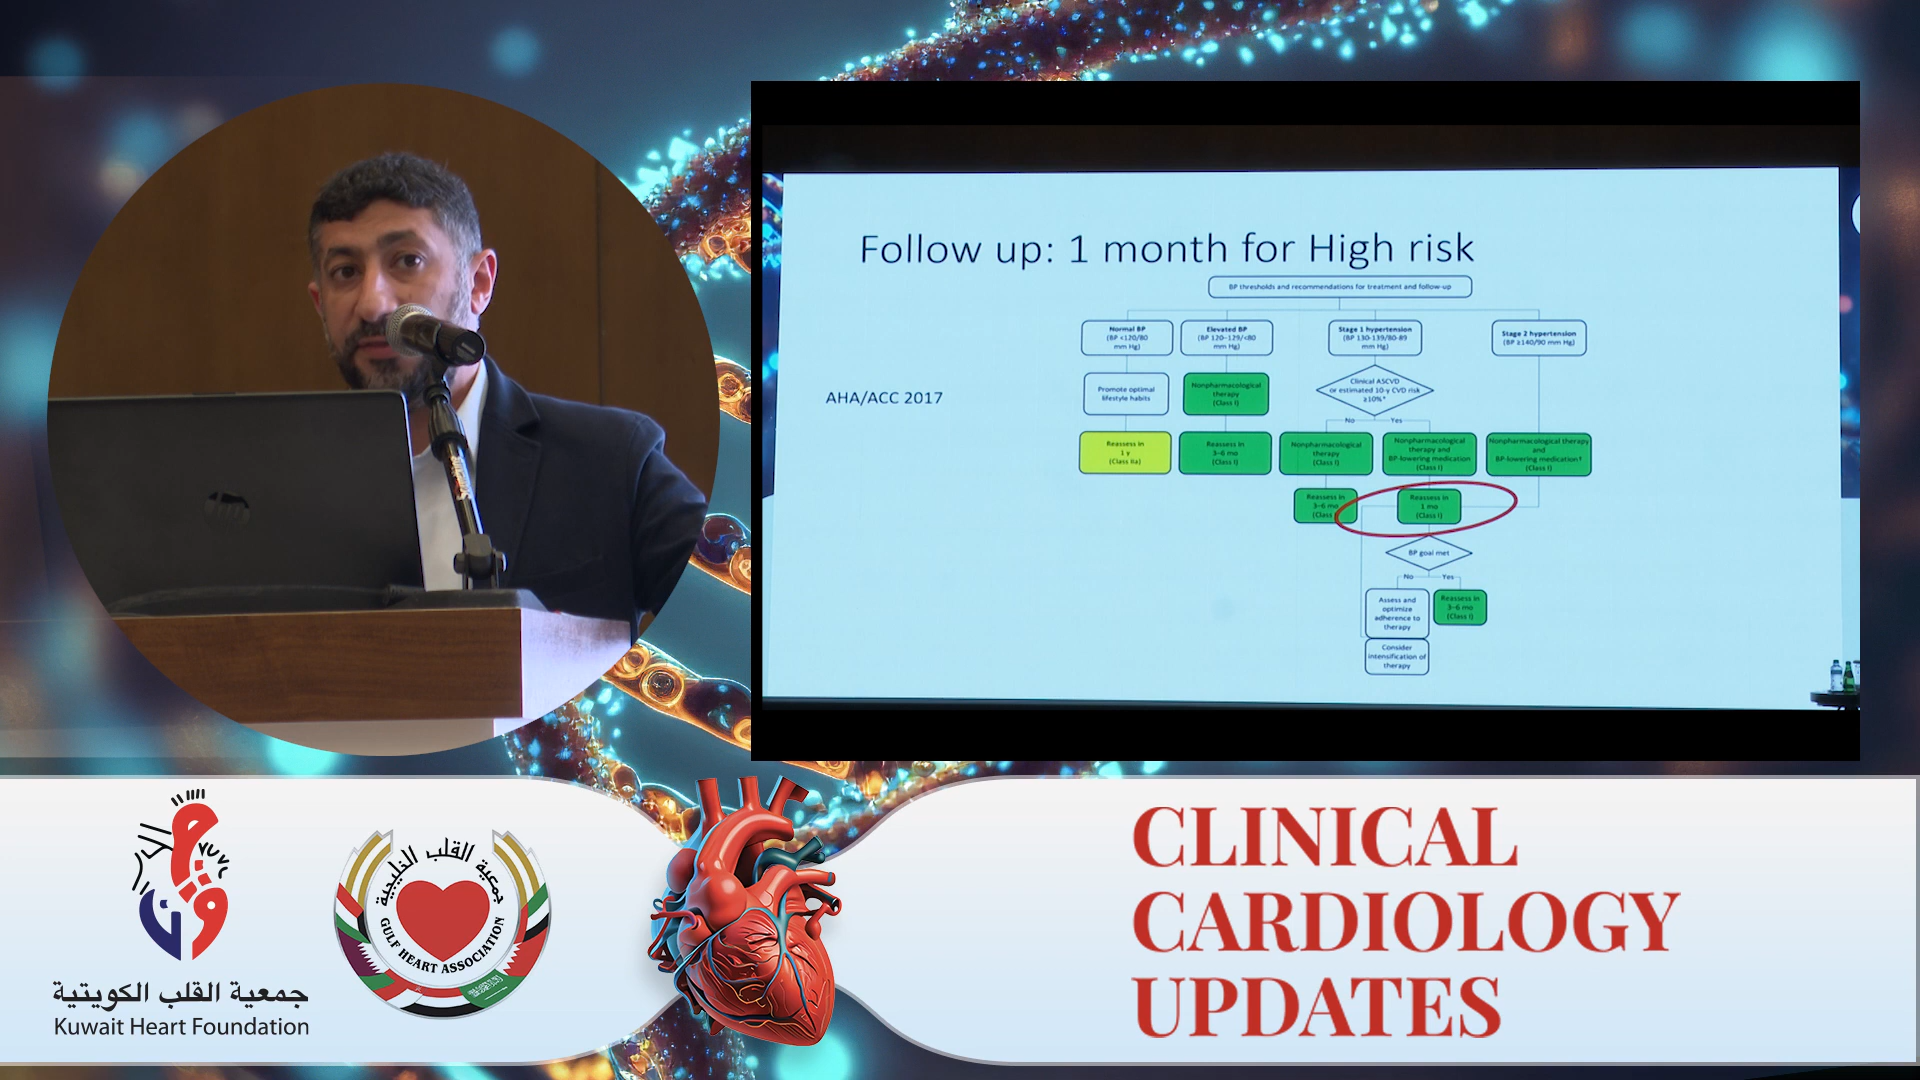 Follow up: 1 month for High risk
AHA/ACC 2017
BP thresholds and recommendations for treatment and follow-up
Normal BP
(BP <120/80
mm Hg)
Elevated BP
(BP 120–129/<80
mm Hg)
Stage 1 hypertension
(BP 130-139/80-89
mm Hg)
Stage 2 hypertension
(BP ≥140/90 mm Hg)
Promote optimal
lifestyle habits
Nonpharmacological
therapy
(Class I)
Clinical ASCVD
or estimated 10-y CVD risk
≥10%*
No
Yes
Reassess in
1 y
(Class IIa)
Reassess in
3–6 mo
(Class I)
Nonpharmacological
therapy
(Class I)
Nonpharmacological
therapy and
BP-lowering medication
(Class I)
Nonpharmacological therapy
and
BP-lowering medication†
(Class I)
Reassess in
3–6 mo
(Class
Reassess in
1 mo
(Class I)
BP goal met
No
Yes
Assess and
optimize
adherence to
therapy
Reassess in
3–6 mo
(Class I)
Consider
intensification of
therapy
hp
جمعية القلب الكويتية
Kuwait Heart Foundation
جمعية القلب الخليجية
GULF HEART ASSOCIATION
CLINICAL
CARDIOLOGY
UPDATES